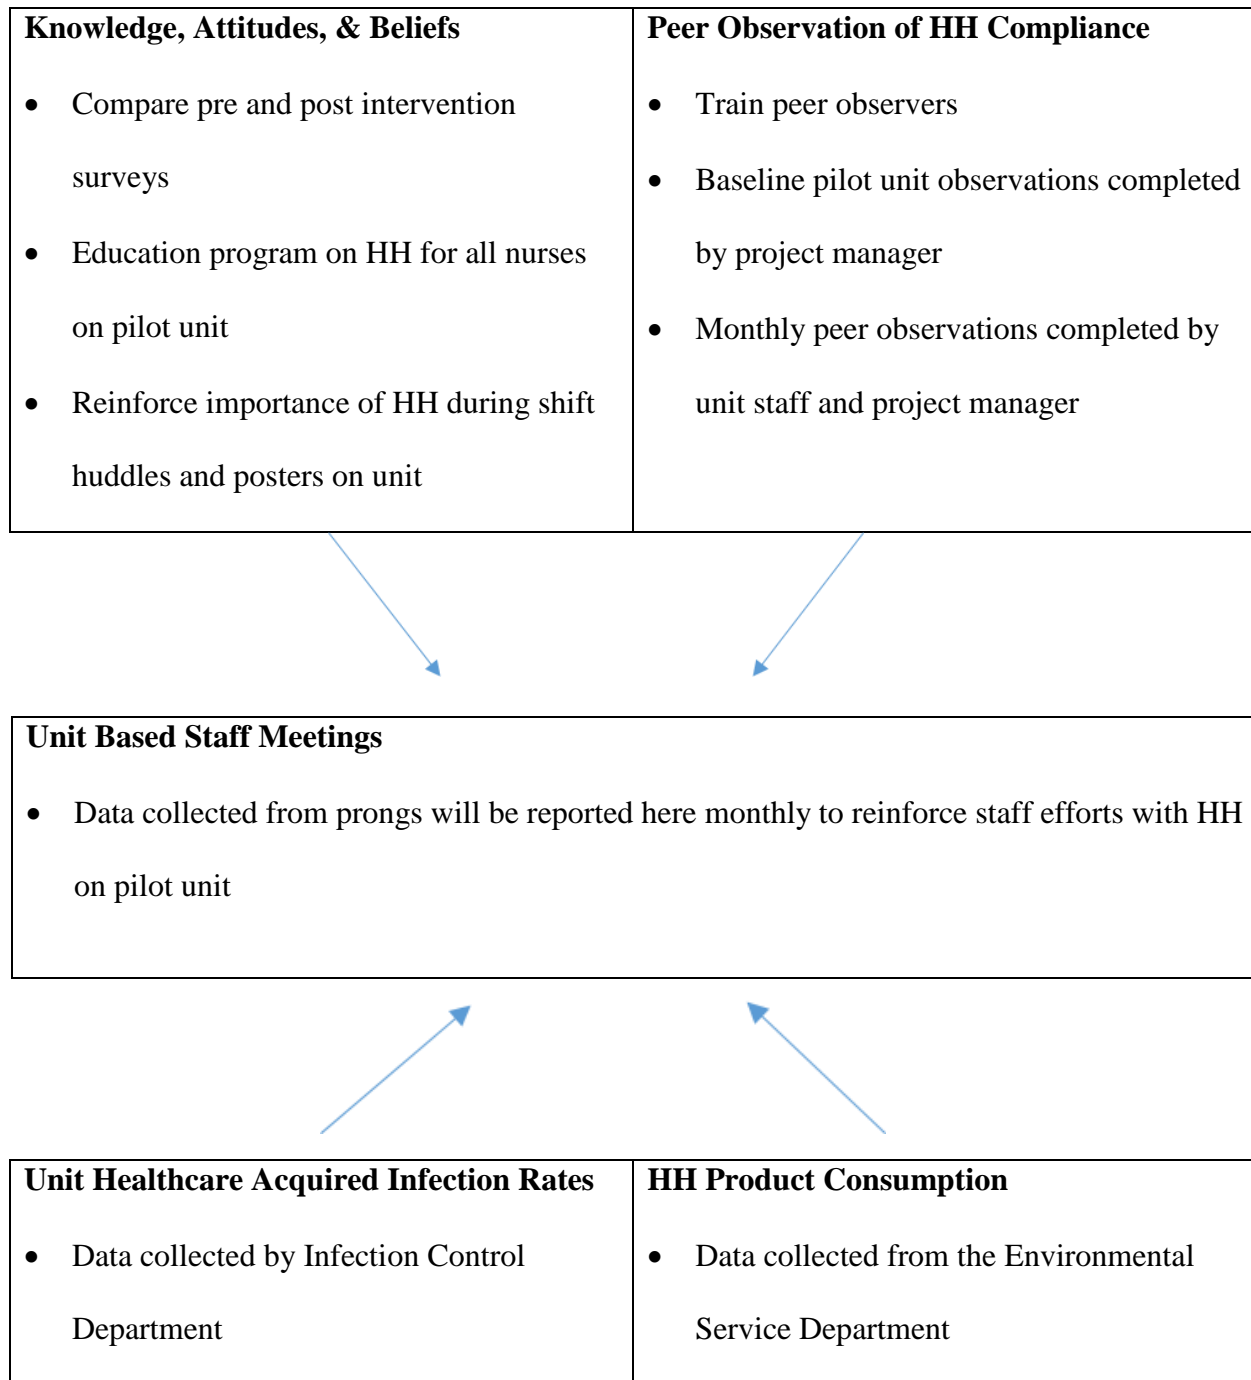 Knowledge, Attitudes, & Beliefs
• Compare pre and post intervention
surveys
• Education program on HH for all nurses
on pilot unit
• Reinforce importance of HH during shift
huddles and posters on unit
Peer Observation of HH Compliance
• Train peer observers
• Baseline pilot unit observations completed
by project manager
• Monthly peer observations completed by
unit staff and project manager
Unit Based Staff Meetings
• Data collected from prongs will be reported here monthly to reinforce staff efforts with HH
on pilot unit
Unit Healthcare Acquired Infection Rates
• Data collected by Infection Control
Department
HH Product Consumption
• Data collected from the Environmental
Service Department